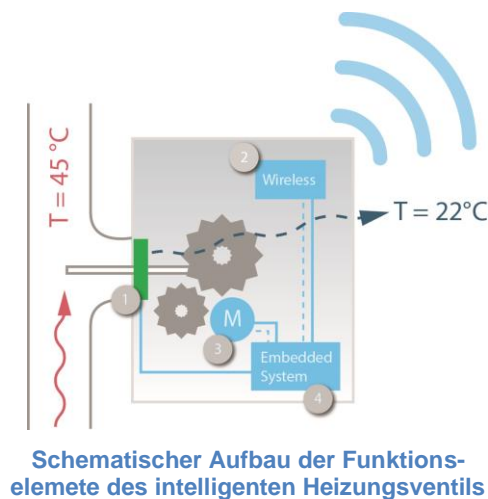 2
Wireless
T = 45 °C
T = 22°C
1
M
3
Embedded
System
4
Schematischer Aufbau der Funktions-
elemete des intelligenten Heizungsventils